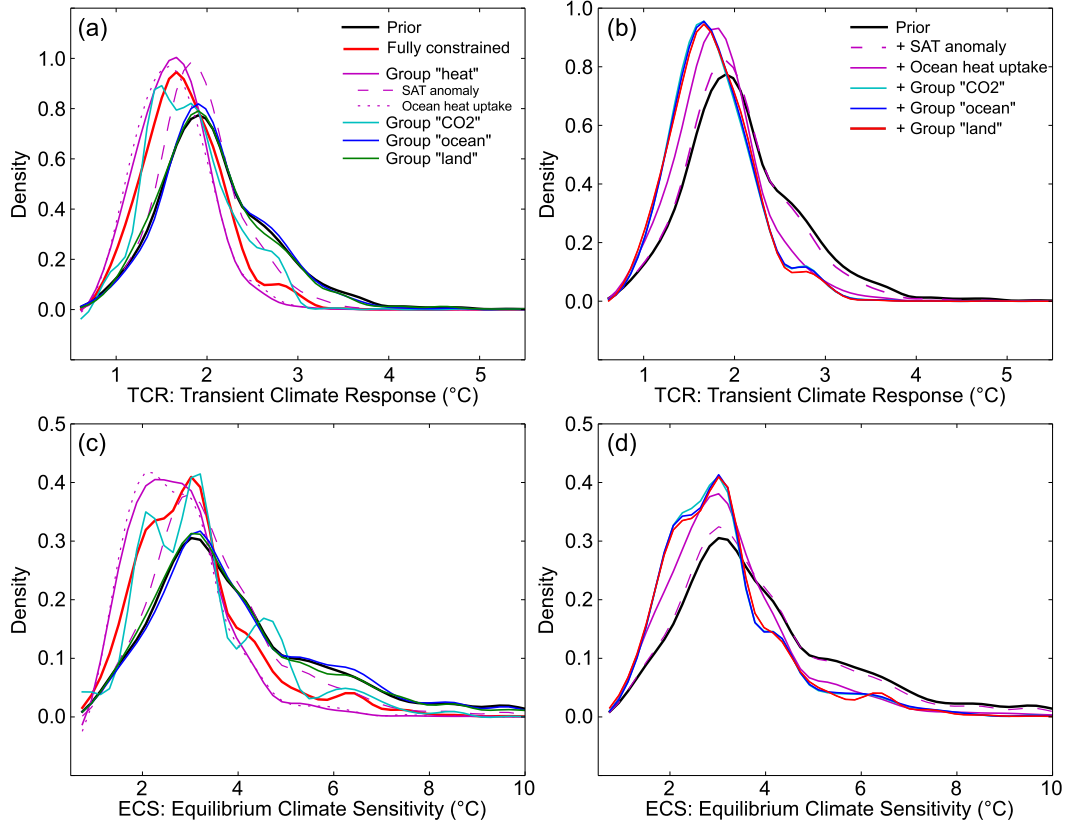 (a)
Prior
Fully constrained
Group "heat"
SAT anomaly
Ocean heat uptake
Group "CO2"
Group "ocean"
Group "land"
1.0
0.8
0.6
0.4
0.2
0.0
Density
1 2 3 4 5
TCR: Transient Climate Response (°C)
(b)
Prior
+ SAT anomaly
+ Ocean heat uptake
+ Group "CO2"
+ Group "ocean"
+ Group "land"
1.0
0.8
0.6
0.4
0.2
0.0
Density
1 2 3 4 5
TCR: Transient Climate Response (°C)
(c)
0.5
0.4
0.3
0.2
0.1
0.0
Density
2 4 6 8 10
ECS: Equilibrium Climate Sensitivity (°C)
(d)
0.5
0.4
0.3
0.2
0.1
0.0
Density
2 4 6 8 10
ECS: Equilibrium Climate Sensitivity (°C)